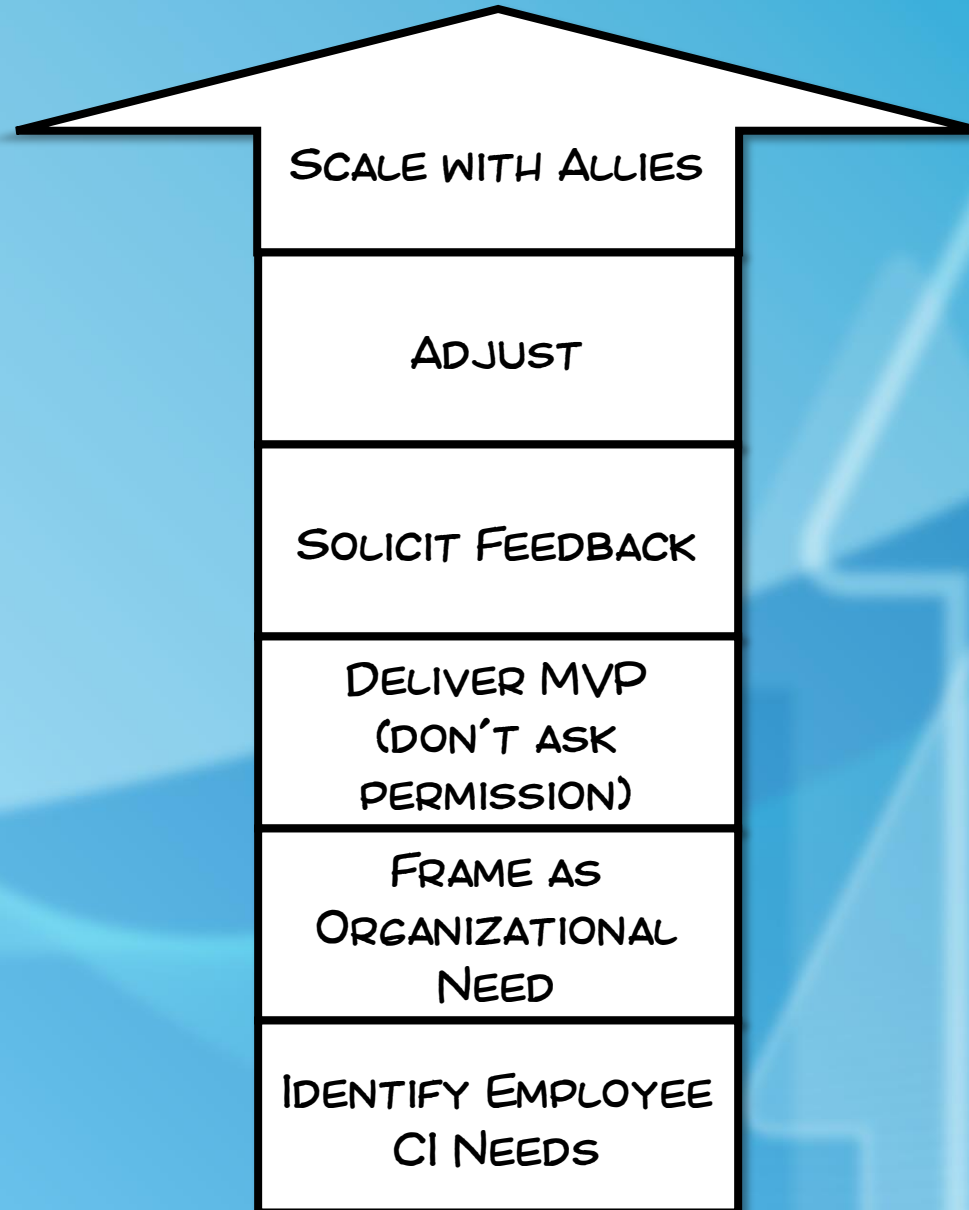 Scale with Allies
Adjust
Solicit Feedback
Deliver MVP
(don't ask
permission)
Frame as
Organizational
Need
Identify Employee
CI Needs